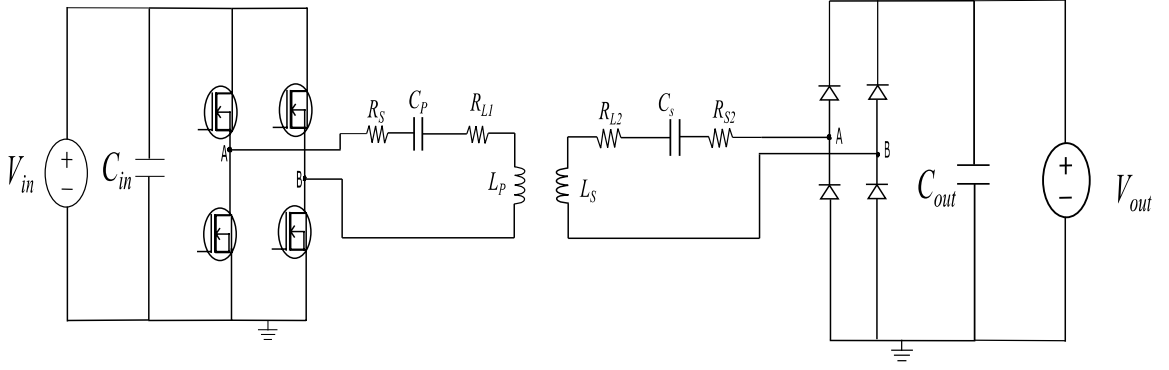 V_in
C_in
A
B
R_S
C_P
R_L1
L_P
L_S
R_L2
C_s
R_S2
A
B
C_out
V_out